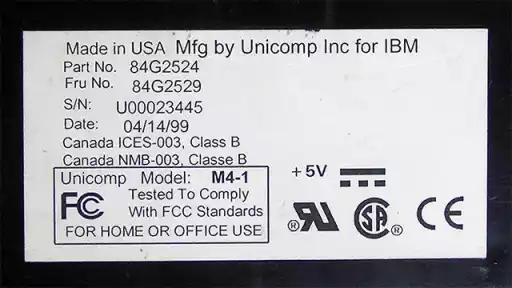 Made in USA Mfg by Unicomp Inc for IBM
Part No. 84G2524
Fru No. 84G2529
S/N: U00023445
Date: 04/14/99
Canada ICES-003, Class B
Canada NMB-003, Classe B
Unicomp Model: M4-1
FC Tested To Comply
With FCC Standards
FOR HOME OR OFFICE USE
+5V
®RU SA® CE